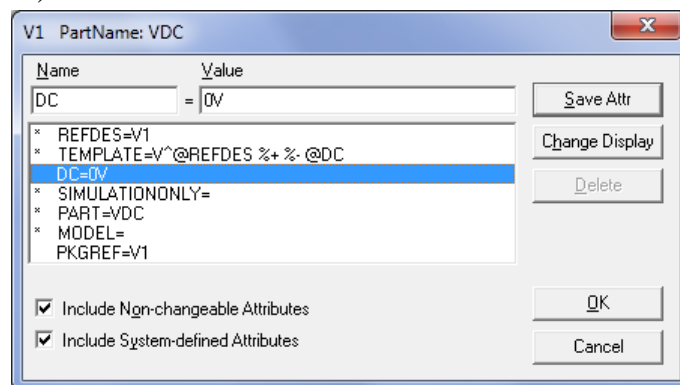 V1 PartName: VDC
Name Value
DC = 0V
Save Attr
* REFDES=V1
* TEMPLATE=V^@REFDES %+ %- @DC
DC=0V
* SIMULATIONONLY=
* PART=VDC
* MODEL=
PKGREF=V1
Change Display
Delete
Include Non-changeable Attributes
Include System-defined Attributes
OK
Cancel